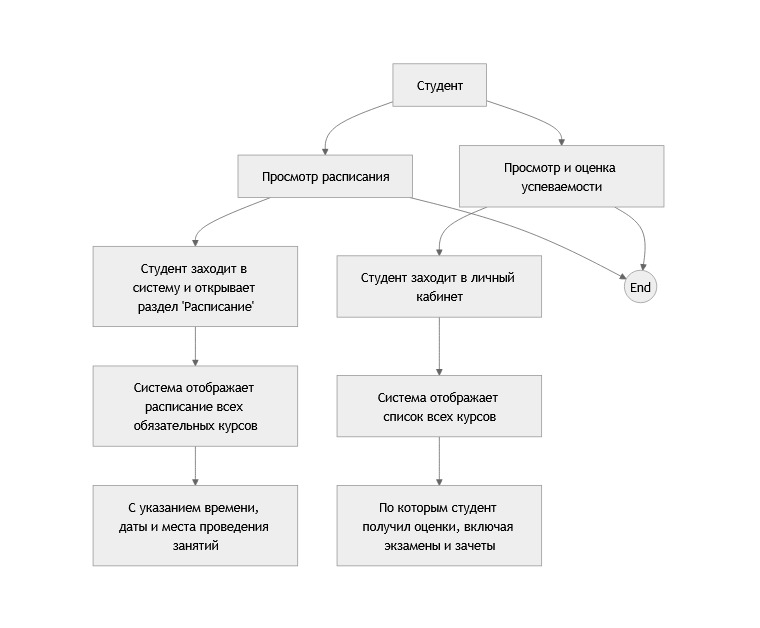 Студент
Просмотр расписания
Просмотр и оценка
успеваемости
Студент заходит в
систему и открывает
раздел 'Расписание'
Студент заходит в личный
кабинет
End
Система отображает
расписание всех
обязательных курсов
Система отображает
список всех курсов
С указанием времени,
даты и места проведения
занятий
По которым студент
получил оценки, включая
экзамены и зачеты